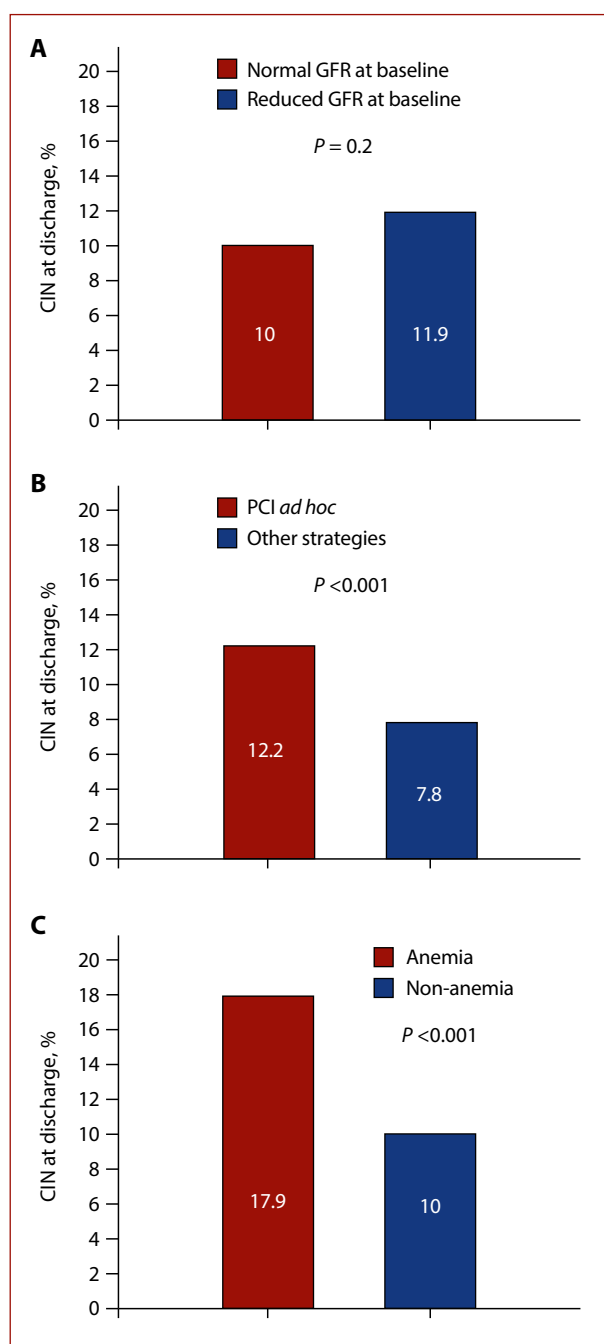 A
CIN at discharge, %
20
18
16
14
12
10
8
6
4
2
0
Normal GFR at baseline
Reduced GFR at baseline
P = 0.2
10
11.9
B
CIN at discharge, %
20
18
16
14
12
10
8
6
4
2
0
PCI ad hoc
Other strategies
P <0.001
12.2
7.8
C
CIN at discharge, %
20
18
16
14
12
10
8
6
4
2
0
Anemia
Non-anemia
P <0.001
17.9
10